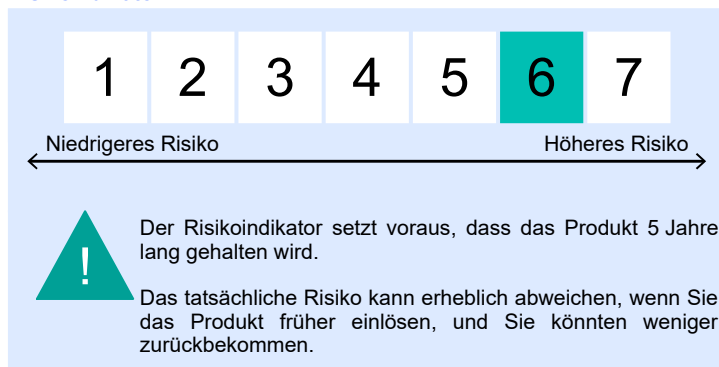 1 2 3 4 5 6 7
Niedrigeres Risiko Höheres Risiko
!
Der Risikoindikator setzt voraus, dass das Produkt 5 Jahre
lang gehalten wird.
Das tatsächliche Risiko kann erheblich abweichen, wenn Sie
das Produkt früher einlösen, und Sie könnten weniger
zurückbekommen.